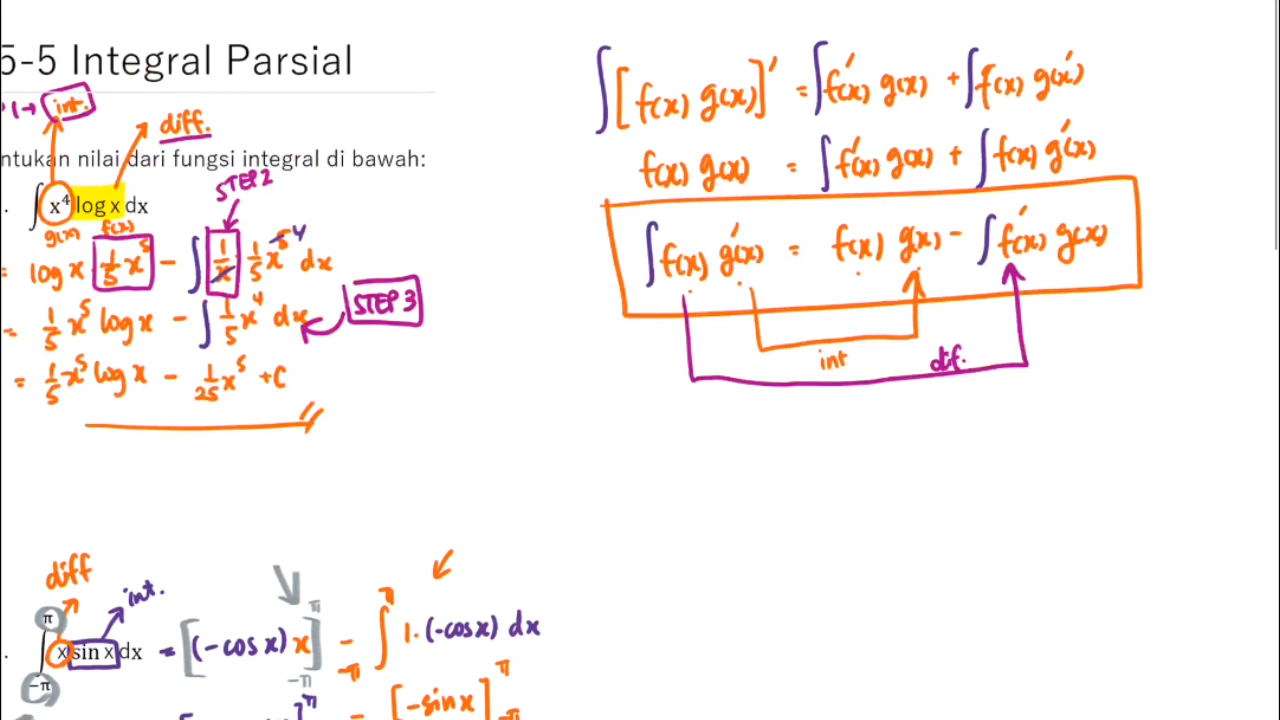 5-5 Integral Parsial
1→ int.
diff.
ntukan nilai dari fungsi integral di bawah:
STEP 2
. ∫ x⁴ log x dx
g(x) f(x)
= log x 1/5 x⁵ - ∫ 1/x 1/5 x⁵ ⁴ dx
STEP 3
= 1/5 x⁵ log x - ∫ 1/5 x⁴ dx
= 1/5 x⁵ log x - 1/25 x⁵ + C
∫ [f(x) g(x)]' = ∫ f'(x) g(x) + ∫ f(x) g'(x)
f(x) g(x) = ∫ f'(x) g(x) + ∫ f(x) g'(x)
∫ f(x) g'(x) = f(x) g(x) - ∫ f'(x) g(x)
int
dif.
diff
int.
. ∫_{-π}^{π} x sin x dx = [(-cos x) x]_{-π}^{π} - ∫_{-π}^{π} 1. (-cos x) dx
- [-sin x]_{-π}^{π}